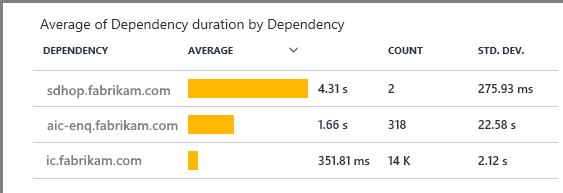 Average of Dependency duration by Dependency
DEPENDENCY AVERAGE COUNT STD. DEV.
sdhop.fabrikam.com 4.31 s 2 275.93 ms
aic-enq.fabrikam.com 1.66 s 318 22.58 s
ic.fabrikam.com 351.81 ms 14 K 2.12 s